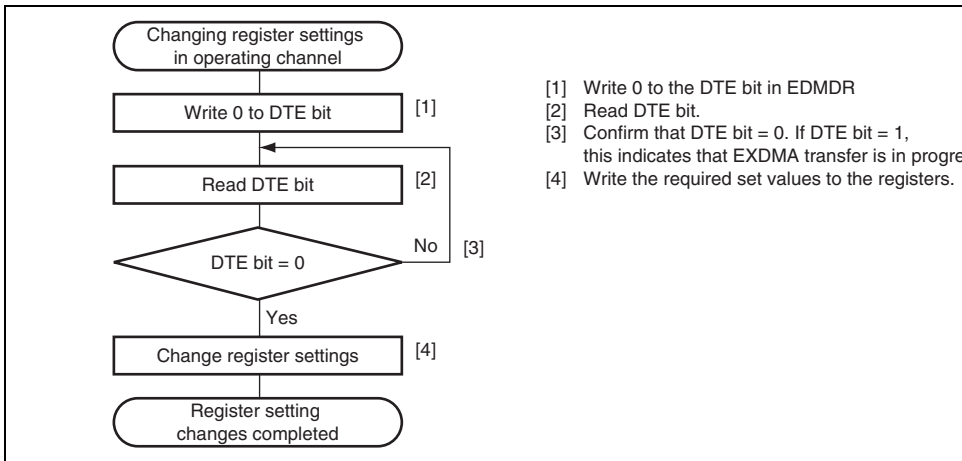 Changing register settings
in operating channel
Write 0 to DTE bit
[1]
Read DTE bit
[2]
No
[3]
DTE bit = 0
Yes
Change register settings
[4]
Register setting
changes completed
[1] Write 0 to the DTE bit in EDMDR
[2] Read DTE bit.
[3] Confirm that DTE bit = 0. If DTE bit = 1,
this indicates that EXDMA transfer is in progre
[4] Write the required set values to the registers.